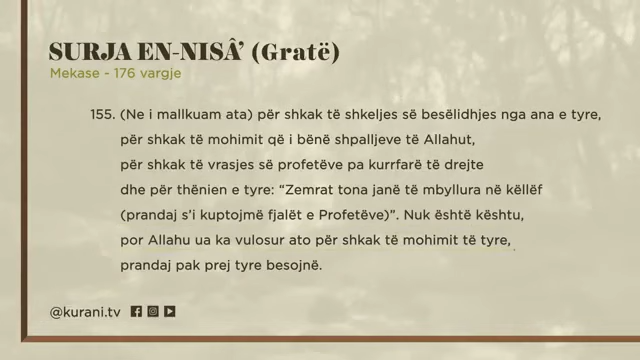 SURJA EN-NISÂ’ (Gratë)
Mekase - 176 vargje
155. (Ne i mallkuam ata) për shkak të shkeljes së besëlidhjes nga ana e tyre,
për shkak të mohimit që i bënë shpalljeve të Allahut,
për shkak të vrasjes së profetëve pa kurrfarë të drejte
dhe për thënien e tyre: “Zemrat tona janë të mbyllura në këllëf
(prandaj s’i kuptojmë fjalët e Profetëve)”. Nuk është kështu,
por Allahu ua ka vulosur ato për shkak të mohimit të tyre,
prandaj pak prej tyre besojnë.
@kurani.tv